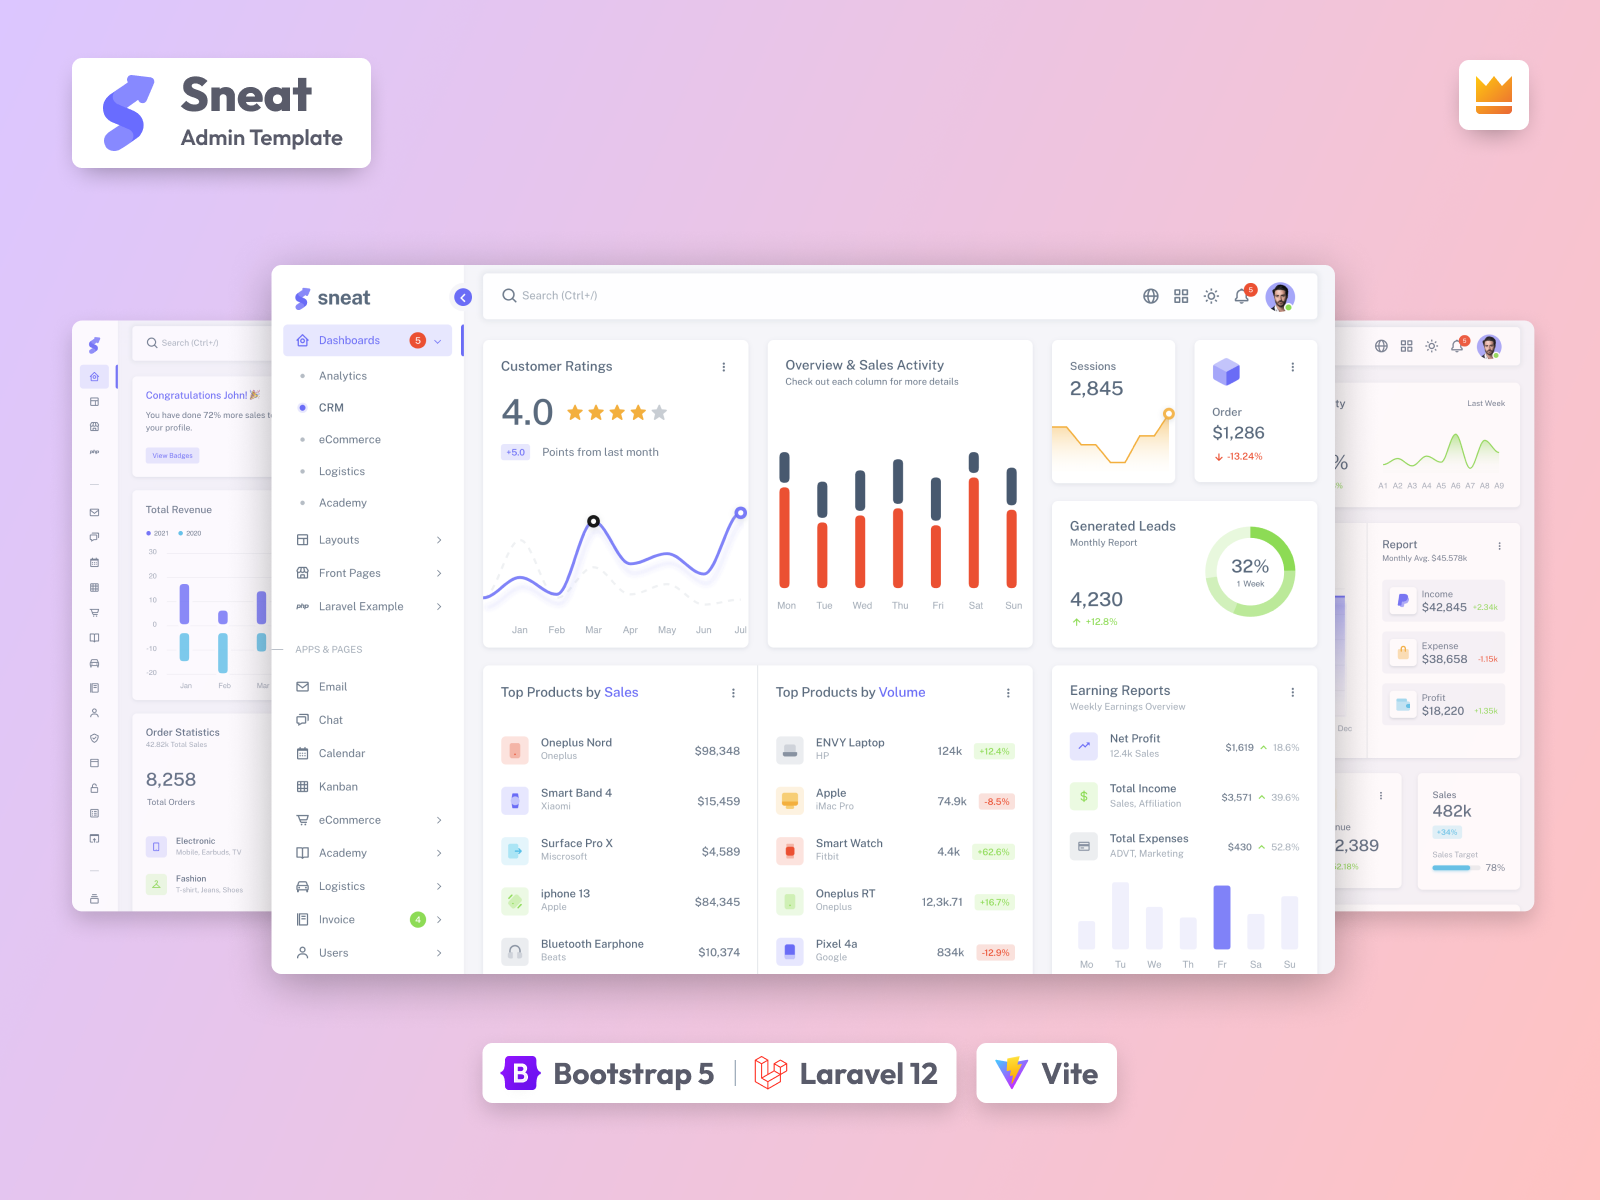 Sneat
Admin Template
sneat
Search (Ctrl+/)
5
Dashboards
5
Analytics
CRM
eCommerce
Logistics
Academy
Layouts
Front Pages
php
Laravel Example
APPS & PAGES
Email
Chat
Calendar
Kanban
eCommerce
Academy
Logistics
Invoice
4
Users
Customer Ratings
4.0
+5.0
Points from last month
Jan Feb Mar Apr May Jun Jul
Overview & Sales Activity
Check out each column for more details
Mon Tue Wed Thu Fri Sat Sun
Sessions
2,845
Order
$1,286
-13.24%
Generated Leads
Monthly Report
4,230
+12.8%
32%
1 Week
Top Products by Sales
Oneplus Nord
Oneplus
$98,348
Smart Band 4
Xiaomi
$15,459
Surface Pro X
Miscrosoft
$4,589
iphone 13
Apple
$84,345
Bluetooth Earphone
Beats
$10,374
Top Products by Volume
ENVY Laptop
HP
124k
+12.4%
Apple
iMac Pro
74.9k
-8.5%
Smart Watch
Fitbit
4.4k
+62.6%
Oneplus RT
Oneplus
12,3k.71
+16.7%
Pixel 4a
Google
834k
-12.9%
Earning Reports
Weekly Earnings Overview
Net Profit
12.4k Sales
$1,619
18.6%
Total Income
Sales, Affiliation
$3,571
39.6%
Total Expenses
ADVT, Marketing
$430
52.8%
Mo Tu We Th Fr Sa Su
Search (Ctrl+/)
php
Congratulations John!
You have done 72% more sales to
your profile.
View Badges
Total Revenue
2021 2020
30
20
10
0
-10
-20
Jan Feb Mar
Order Statistics
42.82k Total Sales
8,258
Total Orders
Electronic
Mobile, Earbuds, TV
Fashion
T-shirt, Jeans, Shoes
5
ty
Last Week
%
A1 A2 A3 A4 A5 A6 A7 A8 A9
Report
Monthly Avg. $45.578k
Income
$42,845
+2.34k
Expense
$38,658
-1.15k
Profit
$18,220
+1.35k
Dec
nue
2,389
Sales
482k
+34%
Sales Target
78%
B
Bootstrap 5
Laravel 12
Vite